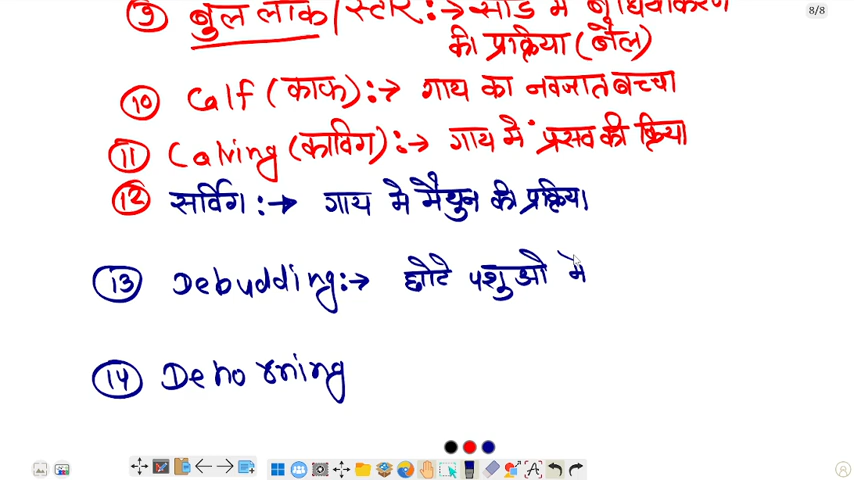 8/8
⑨ बुल लॉक / स्टीर :→ सांड में बधियाकरण
की प्रक्रिया (बैल)
⑩ Calf (काफ) :→ गाय का नवजात बच्चा
⑪ Calving (काविंग) :→ गाय में प्रसव की क्रिया
⑫ सर्विंग :→ गाय मे मैथुन की प्रक्रिया
⑬ Debudding :→ छोटे पशुओ मे
⑭ Dehorning